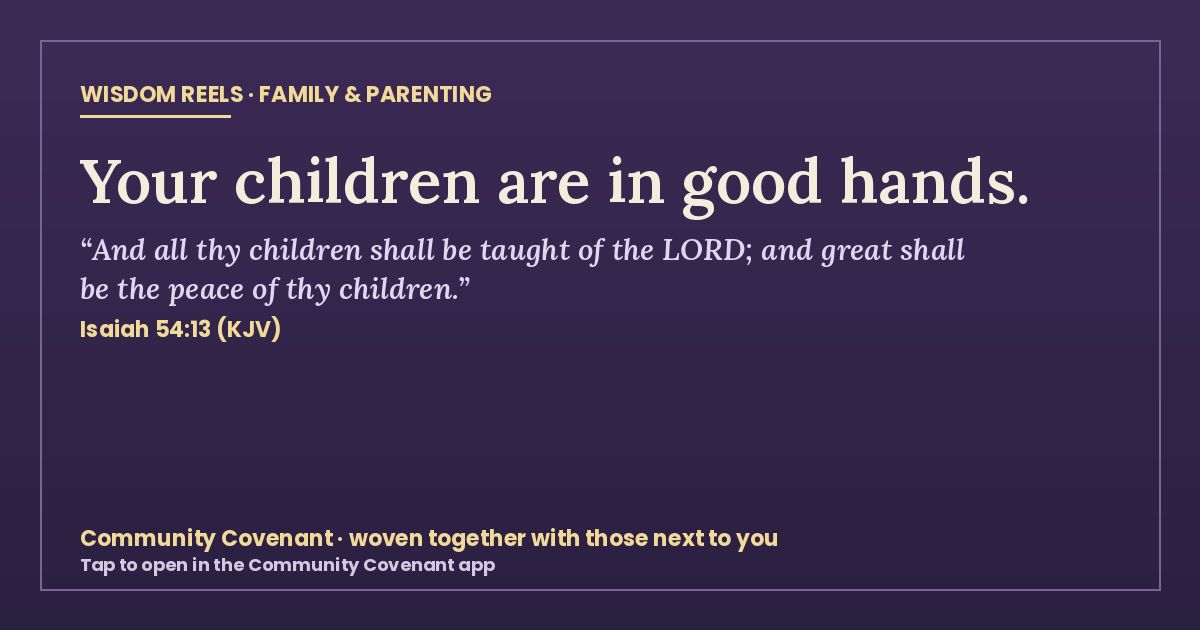 WISDOM REELS · FAMILY & PARENTING
Your children are in good hands.
“And all thy children shall be taught of the LORD; and great shall
be the peace of thy children.”
Isaiah 54:13 (KJV)
Community Covenant · woven together with those next to you
Tap to open in the Community Covenant app